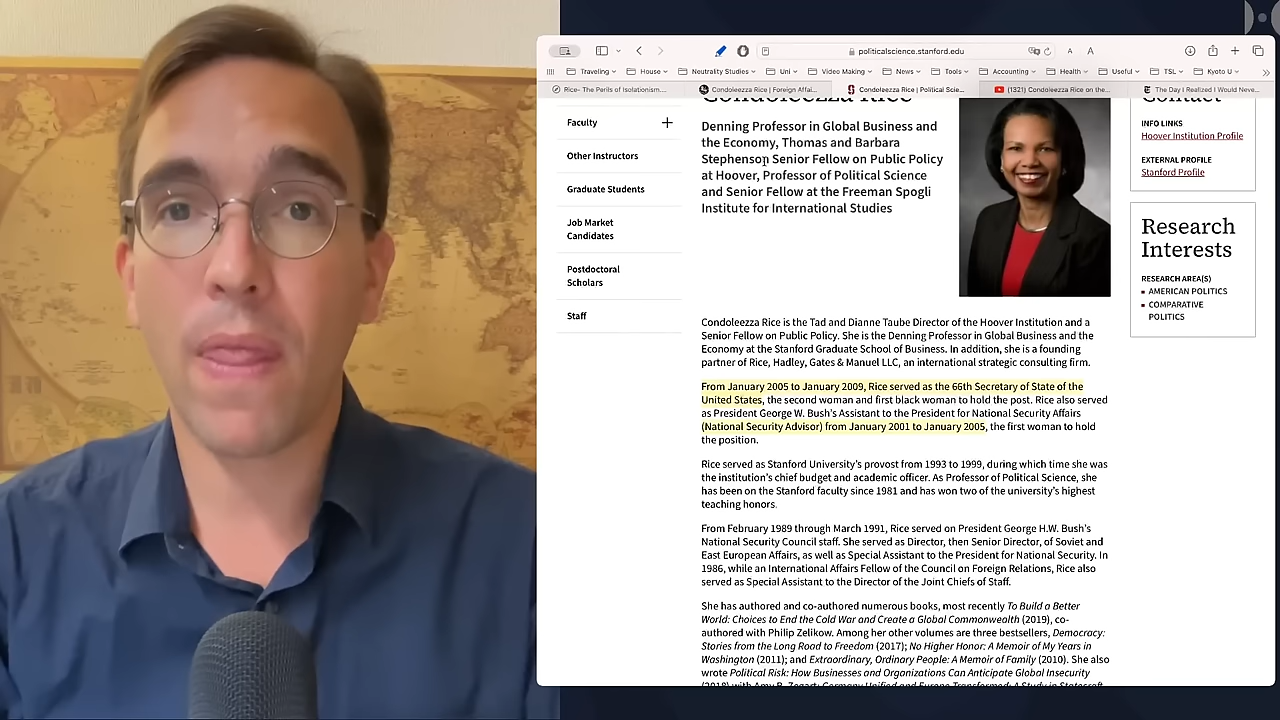 politicalscience.stanford.edu
A A
Traveling House Neutrality Studies Uni Video Making News Tools Accounting Health Useful TSL Kyoto U
Rice- The Perils of Isolationism... Condoleezza Rice | Foreign Affai... Condoleezza Rice | Political Scie... (1321) Condoleezza Rice on the... The Day I Realized I Would Neve...
Condoleezza Rice
Denning Professor in Global Business and
the Economy, Thomas and Barbara
Stephenson Senior Fellow on Public Policy
at Hoover, Professor of Political Science
and Senior Fellow at the Freeman Spogli
Institute for International Studies
Faculty +
Other Instructors
Graduate Students
Job Market
Candidates
Postdoctoral
Scholars
Staff
Contact
INFO LINKS
Hoover Institution Profile
EXTERNAL PROFILE
Stanford Profile
Research
Interests
RESEARCH AREA(S)
AMERICAN POLITICS
COMPARATIVE
POLITICS
Condoleezza Rice is the Tad and Dianne Taube Director of the Hoover Institution and a
Senior Fellow on Public Policy. She is the Denning Professor in Global Business and the
Economy at the Stanford Graduate School of Business. In addition, she is a founding
partner of Rice, Hadley, Gates & Manuel LLC, an international strategic consulting firm.
From January 2005 to January 2009, Rice served as the 66th Secretary of State of the
United States, the second woman and first black woman to hold the post. Rice also served
as President George W. Bush's Assistant to the President for National Security Affairs
(National Security Advisor) from January 2001 to January 2005, the first woman to hold
the position.
Rice served as Stanford University's provost from 1993 to 1999, during which time she was
the institution's chief budget and academic officer. As Professor of Political Science, she
has been on the Stanford faculty since 1981 and has won two of the university's highest
teaching honors.
From February 1989 through March 1991, Rice served on President George H.W. Bush's
National Security Council staff. She served as Director, then Senior Director, of Soviet and
East European Affairs, as well as Special Assistant to the President for National Security. In
1986, while an International Affairs Fellow of the Council on Foreign Relations, Rice also
served as Special Assistant to the Director of the Joint Chiefs of Staff.
She has authored and co-authored numerous books, most recently To Build a Better
World: Choices to End the Cold War and Create a Global Commonwealth (2019), co-
authored with Philip Zelikow. Among her other volumes are three bestsellers, Democracy:
Stories from the Long Road to Freedom (2017); No Higher Honor: A Memoir of My Years in
Washington (2011); and Extraordinary, Ordinary People: A Memoir of Family (2010). She also
wrote Political Risk: How Businesses and Organizations Can Anticipate Global Insecurity
(2018) with Amy B. Zegart; Germany Unified and Europe Transformed: A Study in Statecraft